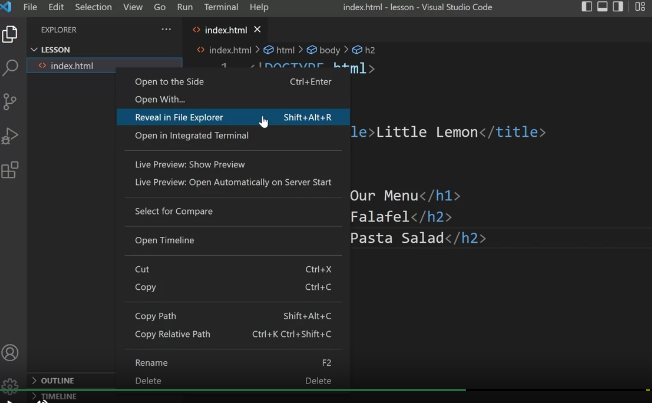 File Edit Selection View Go Run Terminal Help index.html - lesson - Visual Studio Code
EXPLORER ... <> index.html ×
LESSON <> index.html > html > body > h2
<> index.html 1 <!DOCTYPE html>
Open to the Side Ctrl+Enter
Open With...
Reveal in File Explorer Shift+Alt+R
Open in Integrated Terminal le>Little Lemon</title>
Live Preview: Show Preview
Live Preview: Open Automatically on Server Start
Our Menu</h1>
Select for Compare Falafel</h2>
Open Timeline Pasta Salad</h2>
Cut Ctrl+X
Copy Ctrl+C
Copy Path Shift+Alt+C
Copy Relative Path Ctrl+K Ctrl+Shift+C
Rename F2
Delete Delete
OUTLINE
TIMELINE